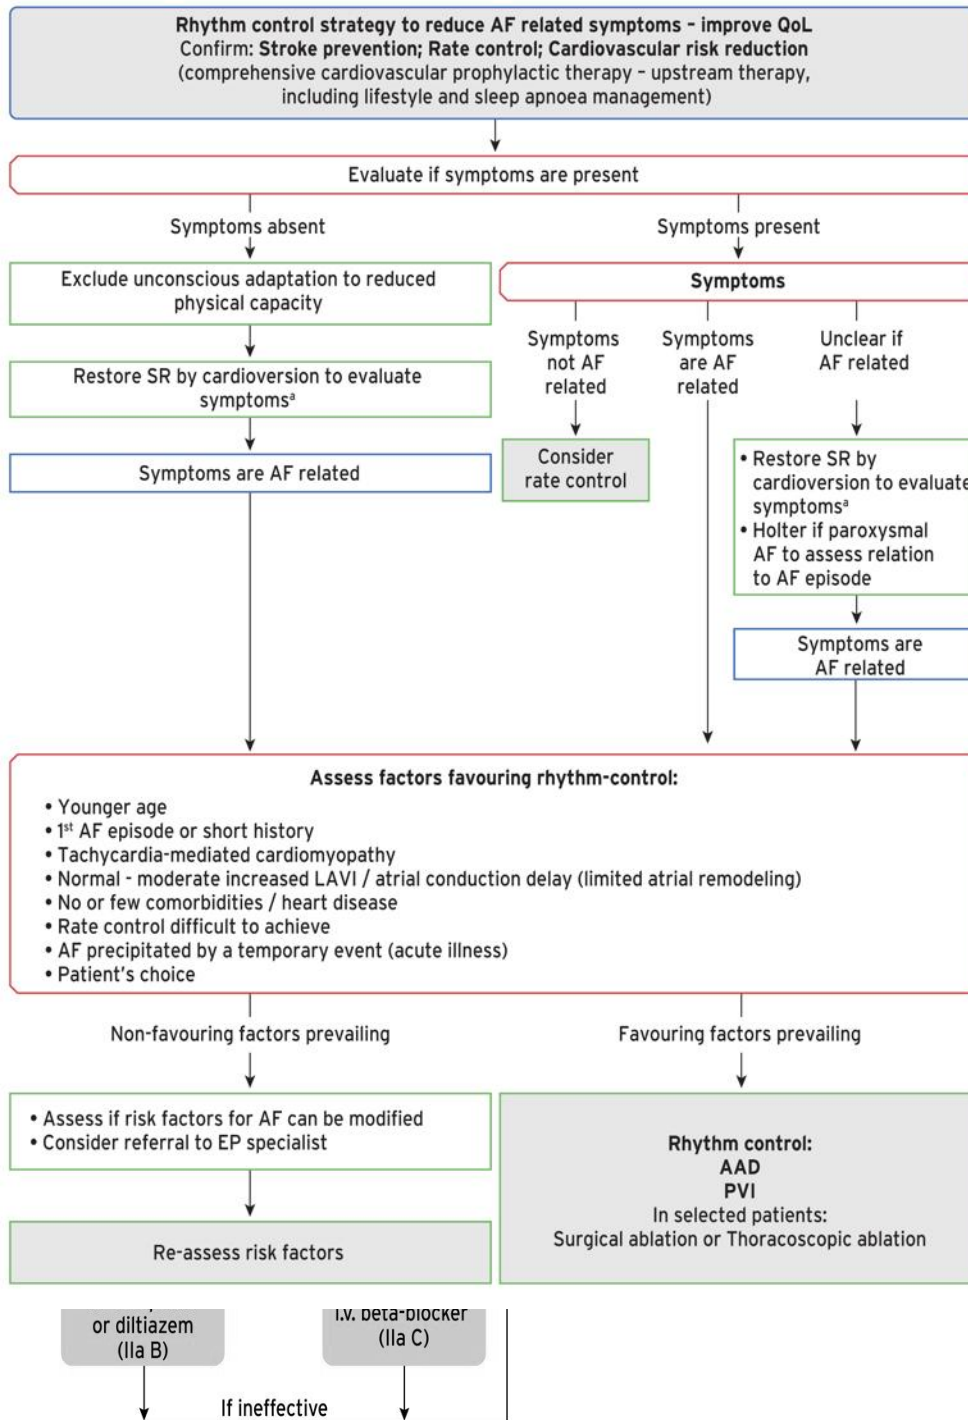 Rhythm control strategy to reduce AF related symptoms – improve QoL
Confirm: Stroke prevention; Rate control; Cardiovascular risk reduction
(comprehensive cardiovascular prophylactic therapy – upstream therapy,
including lifestyle and sleep apnoea management)
Evaluate if symptoms are present
Symptoms absent
Symptoms present
Exclude unconscious adaptation to reduced
physical capacity
Restore SR by cardioversion to evaluate
symptomsᵃ
Symptoms are AF related
Symptoms
Symptoms
not AF
related
Symptoms
are AF
related
Unclear if
AF related
Consider
rate control
• Restore SR by
cardioversion to evaluate
symptomsᵃ
• Holter if paroxysmal
AF to assess relation
to AF episode
Symptoms are
AF related
Assess factors favouring rhythm-control:
• Younger age
• 1ˢᵗ AF episode or short history
• Tachycardia-mediated cardiomyopathy
• Normal - moderate increased LAVI / atrial conduction delay (limited atrial remodeling)
• No or few comorbidities / heart disease
• Rate control difficult to achieve
• AF precipitated by a temporary event (acute illness)
• Patient's choice
Non-favouring factors prevailing
Favouring factors prevailing
• Assess if risk factors for AF can be modified
• Consider referral to EP specialist
Re-assess risk factors
Rhythm control:
AAD
PVI
In selected patients:
Surgical ablation or Thoracoscopic ablation
or diltiazem
(IIa B)
i.v. beta-blocker
(IIa C)
If ineffective